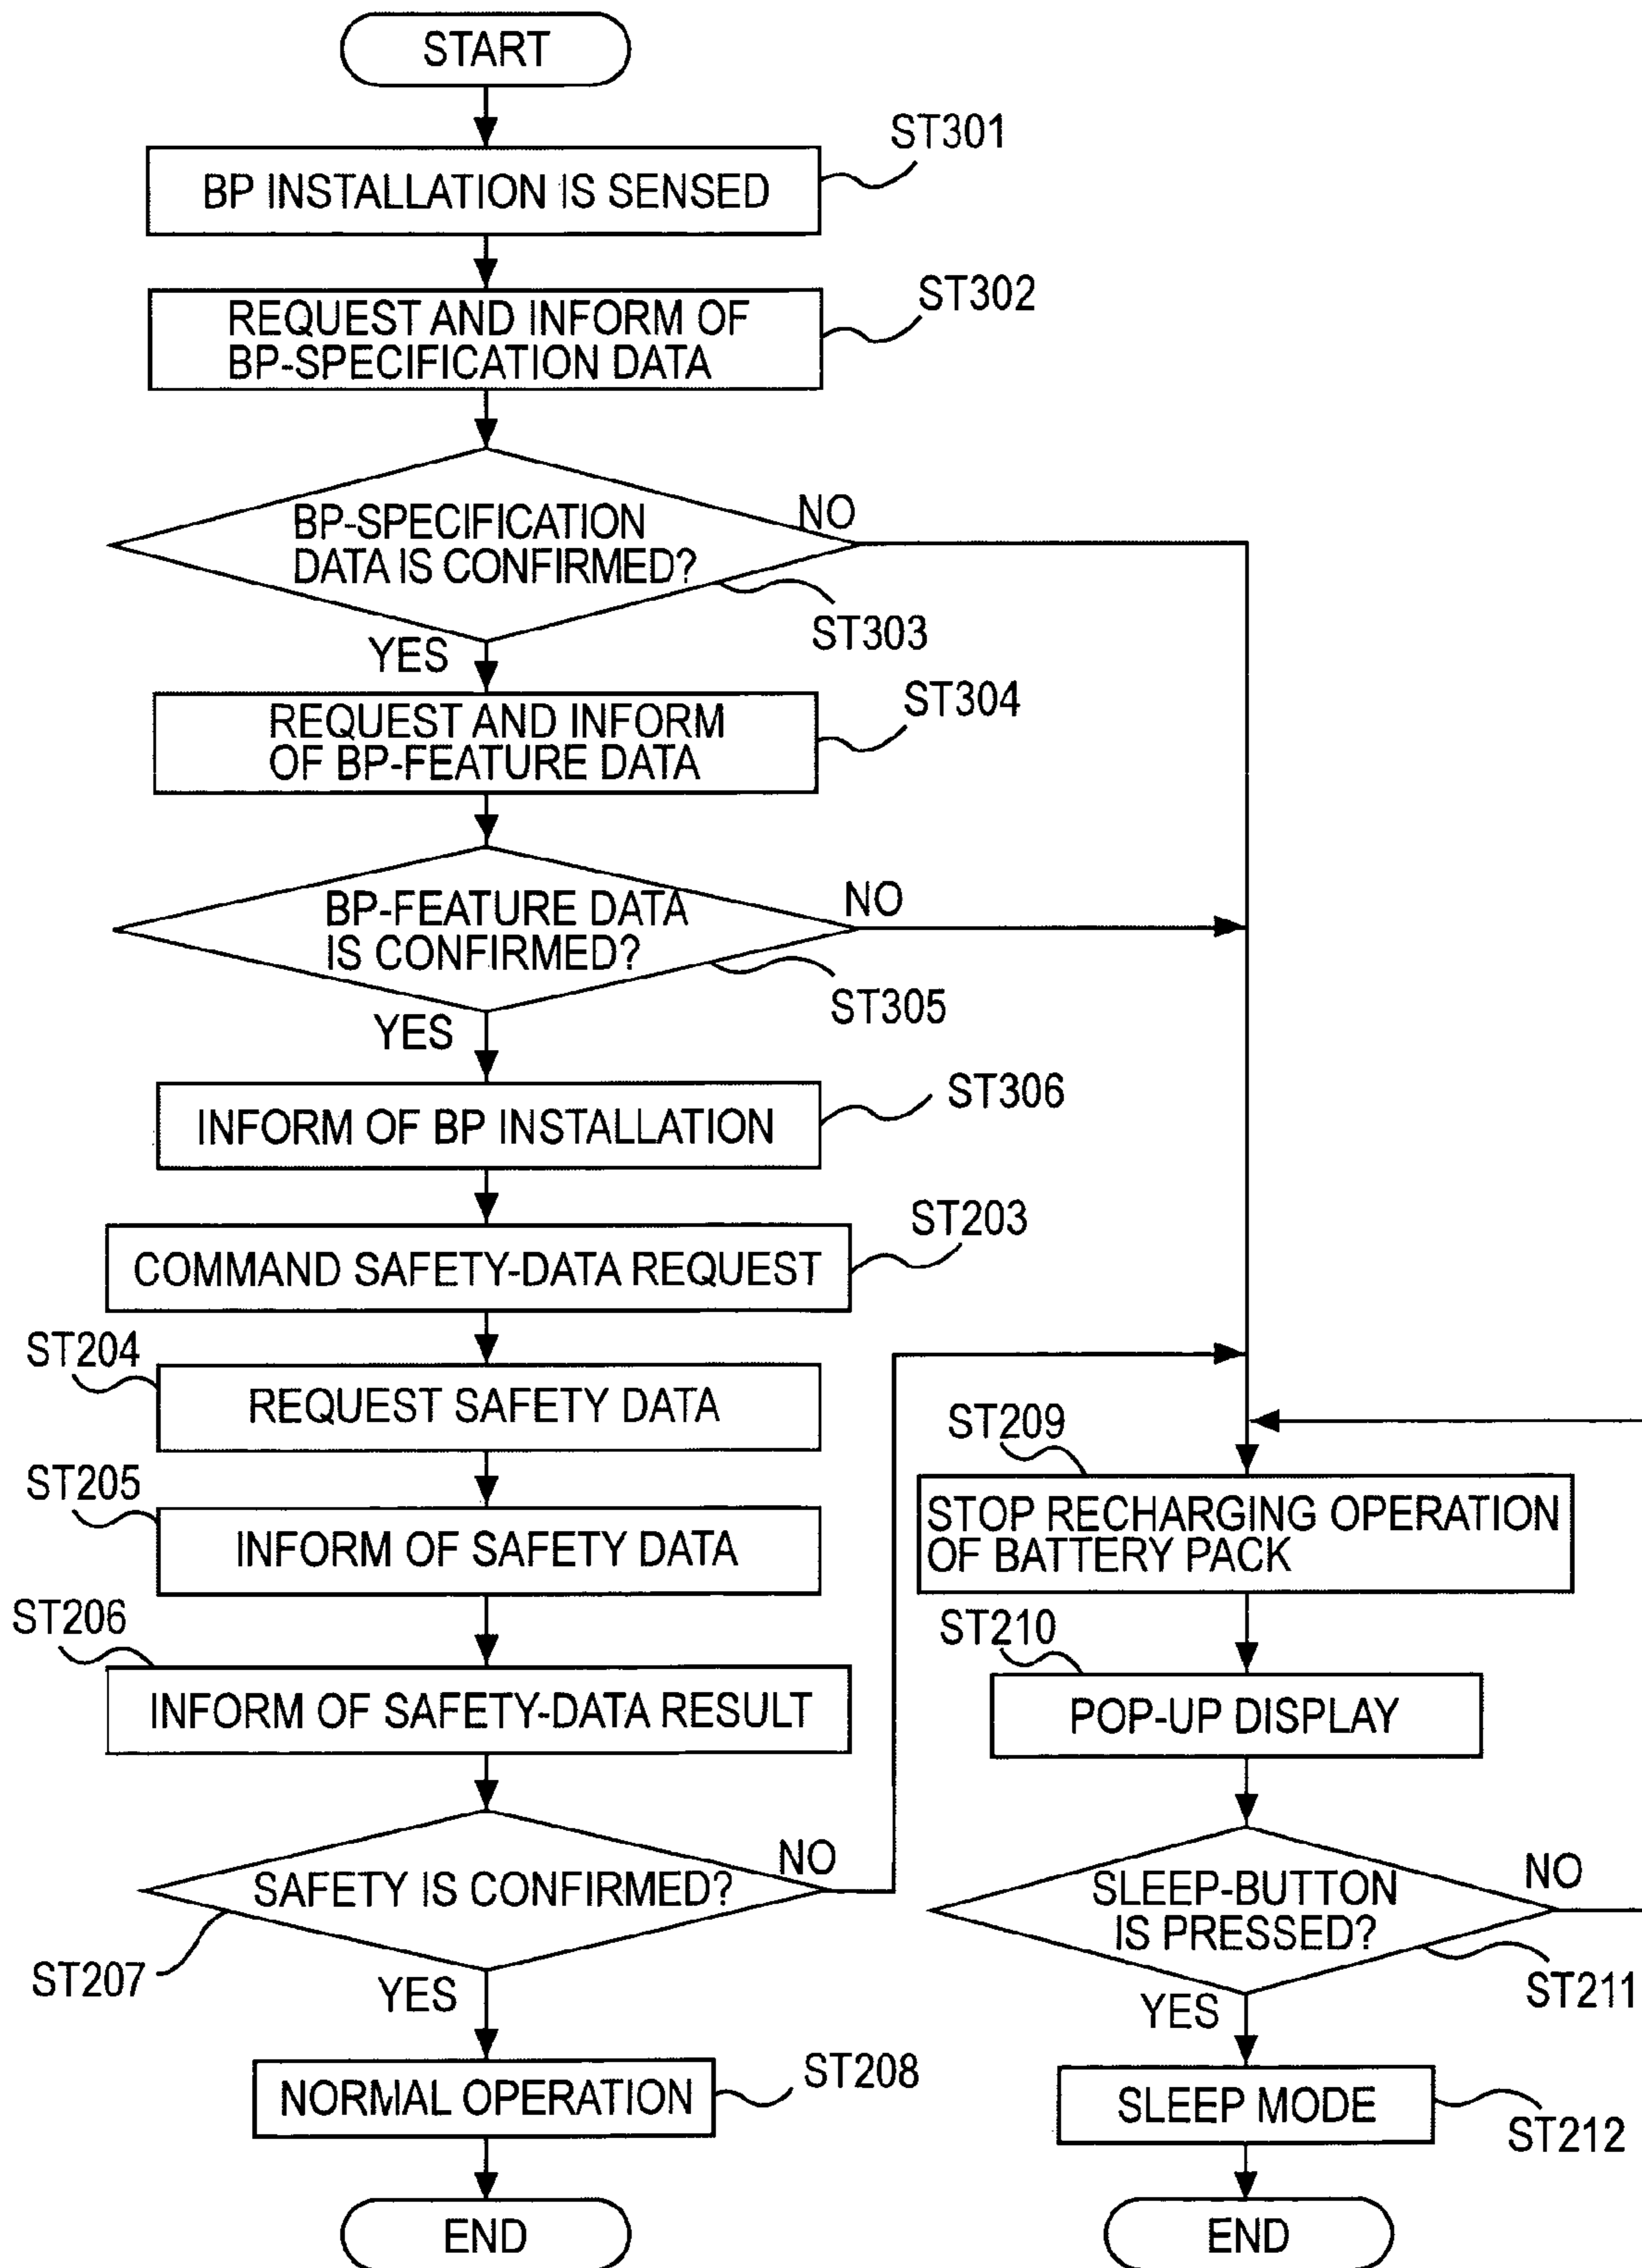 START
ST301
BP INSTALLATION IS SENSED
ST302
REQUEST AND INFORM OF
BP-SPECIFICATION DATA
NO
BP-SPECIFICATION
DATA IS CONFIRMED?
ST303
YES
ST304
REQUEST AND INFORM
OF BP-FEATURE DATA
NO
BP-FEATURE DATA
IS CONFIRMED?
ST305
YES
ST306
INFORM OF BP INSTALLATION
ST203
COMMAND SAFETY-DATA REQUEST
ST204
REQUEST SAFETY DATA
ST205
INFORM OF SAFETY DATA
ST206
INFORM OF SAFETY-DATA RESULT
NO
SAFETY IS CONFIRMED?
ST207
YES
ST208
NORMAL OPERATION
END
ST209
STOP RECHARGING OPERATION
OF BATTERY PACK
ST210
POP-UP DISPLAY
NO
SLEEP-BUTTON
IS PRESSED?
ST211
YES
SLEEP MODE
ST212
END